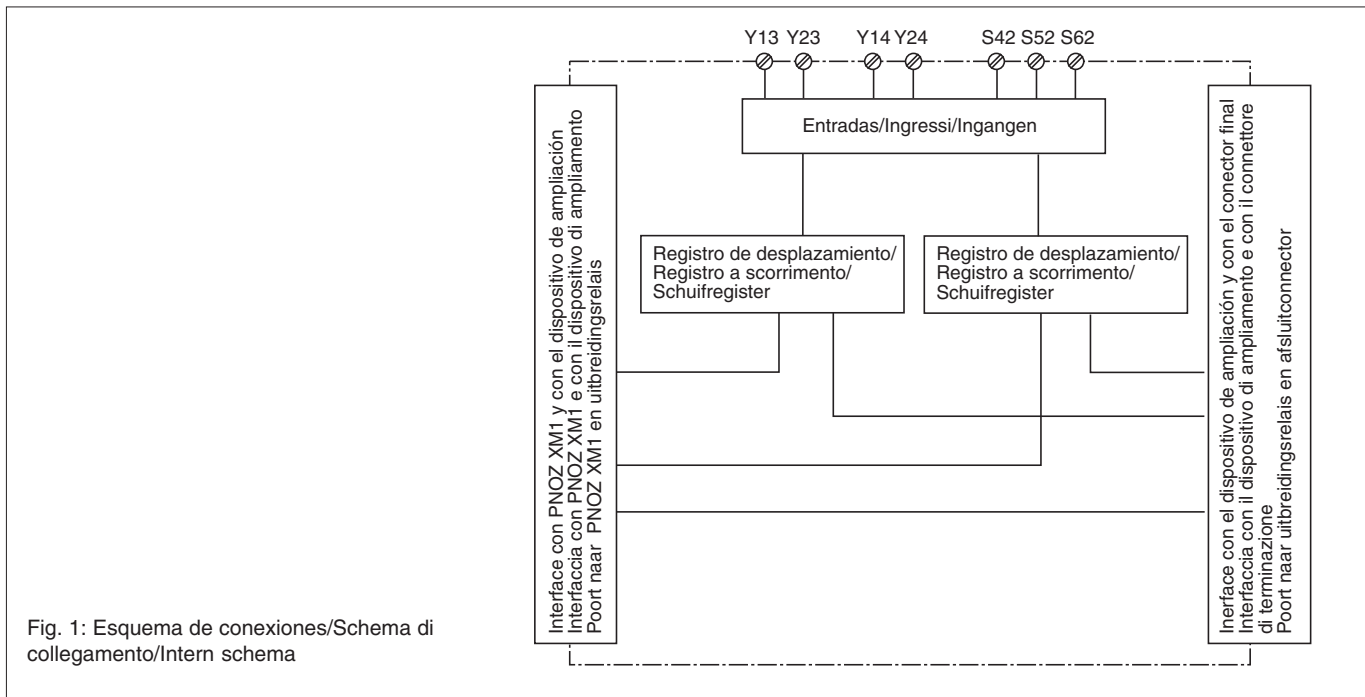 Y13 Y23 Y14 Y24 S42 S52 S62
Entradas/Ingressi/Ingangen
Registro de desplazamiento/
Registro a scorrimento/
Schuifregister
Registro de desplazamiento/
Registro a scorrimento/
Schuifregister
Interface con PNOZ XM1 y con el dispositivo de ampliación
Interfaccia con PNOZ XM1 e con il dispositivo di ampliamento
Poort naar PNOZ XM1 en uitbreidingsrelais
Inerface con el dispositivo de ampliación y con el conector final
Interfaccia con il dispositivo di ampliamento e con il connettore
di terminazione
Poort naar uitbreidingsrelais en afsluitconnector
Fig. 1: Esquema de conexiones/Schema di
collegamento/Intern schema